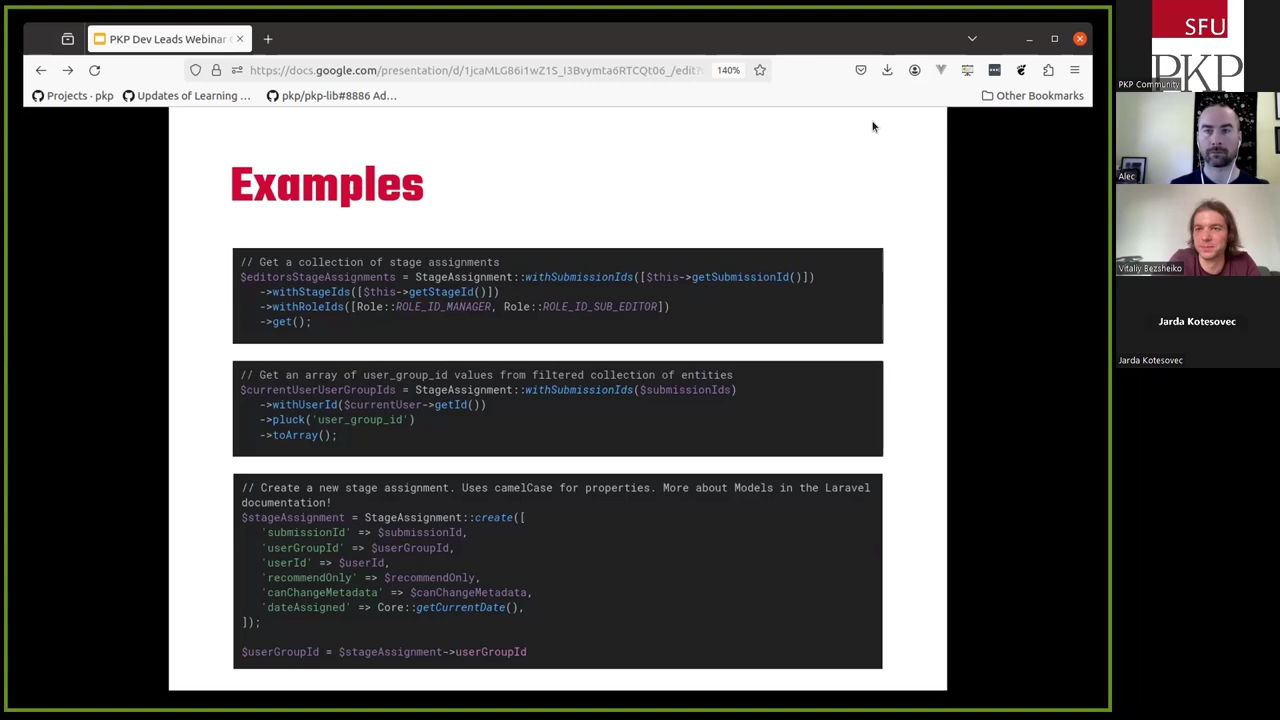 PKP Dev Leads Webinar
https://docs.google.com/presentation/d/1jcaMLG86i1wZ1S_I3Bvymta6RTCQt06_/edit?
140%
Projects · pkp
Updates of Learning ...
pkp/pkp-lib#8886 Ad...
Other Bookmarks
Examples
// Get a collection of stage assignments
$editorsStageAssignments = StageAssignment::withSubmissionIds([$this->getSubmissionId()])
->withStageIds([$this->getStageId()])
->withRoleIds([Role::ROLE_ID_MANAGER, Role::ROLE_ID_SUB_EDITOR])
->get();
// Get an array of user_group_id values from filtered collection of entities
$currentUserUserGroupIds = StageAssignment::withSubmissionIds($submissionIds)
->withUserId($currentUser->getId())
->pluck('user_group_id')
->toArray();
// Create a new stage assignment. Uses camelCase for properties. More about Models in the Laravel
documentation!
$stageAssignment = StageAssignment::create([
'submissionId' => $submissionId,
'userGroupId' => $userGroupId,
'userId' => $userId,
'recommendOnly' => $recommendOnly,
'canChangeMetadata' => $canChangeMetadata,
'dateAssigned' => Core::getCurrentDate(),
]);
$userGroupId = $stageAssignment->userGroupId
SFU
PKP
PKP Community
Alec
Vitaliy Bezsheiko
Jarda Kotesovec
Jarda Kotesovec